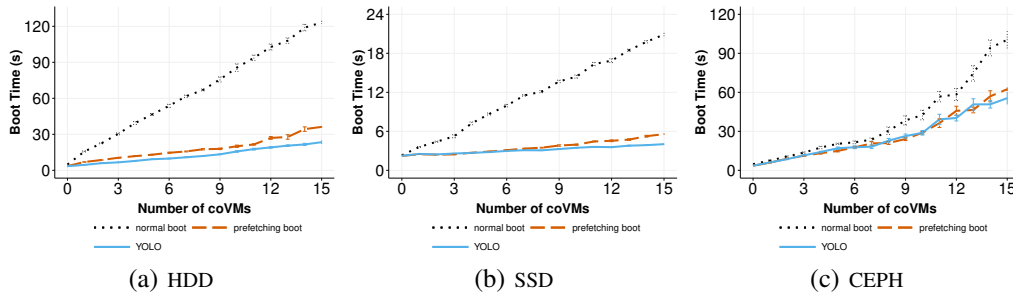 120
90
60
30
0
Boot Time (s)
0 3 6 9 12 15
Number of coVMs
normal boot prefetching boot
YOLO
(a) HDD
24
18
12
6
0
Boot Time (s)
0 3 6 9 12 15
Number of coVMs
normal boot prefetching boot
YOLO
(b) SSD
120
90
60
30
0
Boot Time (s)
0 3 6 9 12 15
Number of coVMs
normal boot prefetching boot
YOLO
(c) CEPH